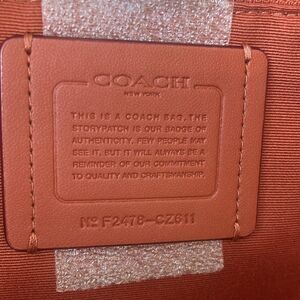 COACH
NEW YORK
THIS IS A COACH BAG. THE
STORYPATCH IS OUR BADGE OF
AUTHENTICITY. FEW PEOPLE MAY
SEE IT, BUT IT WILL ALWAYS BE A
REMINDER OF OUR COMMITMENT
TO QUALITY AND CRAFTSMANSHIP.
Nº F2478-CZ611